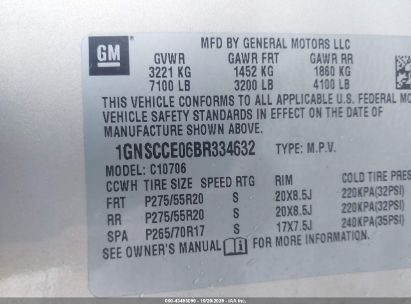 GM
MFD BY GENERAL MOTORS LLC
GVWR GAWR FRT GAWR RR
3221 KG 1452 KG 1860 KG
7100 LB 3200 LB 4100 LB
THIS VEHICLE CONFORMS TO ALL APPLICABLE U.S. FEDERAL MOTO
VEHICLE SAFETY STANDARDS IN EFFECT ON THE DATE OF
MANUFACTURE SHOWN ABOVE.
1GNSCCE06BR334632 TYPE: M.P.V.
MODEL: C10706
CCWH TIRE SIZE SPEED RTG RIM COLD TIRE PRES
FRT P275/55R20 S 20X8.5J 220KPA(32PSI)
RR P275/55R20 S 20X8.5J 220KPA(32PSI)
SPA P265/70R17 S 17X7.5J 240KPA(35PSI)
SEE OWNER'S MANUAL FOR MORE INFORMATION.